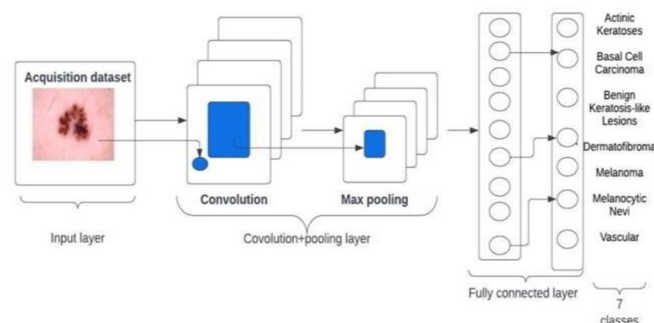 Acquisition dataset
Convolution
Max pooling
Input layer
Covolution+pooling layer
Fully connected layer
Actinic
Keratoses
Basal Cell
Carcinoma
Benign
Keratosis-like
Lesions
Dermatofibroma
Melanoma
Melanocytic
Nevi
Vascular
7
classes